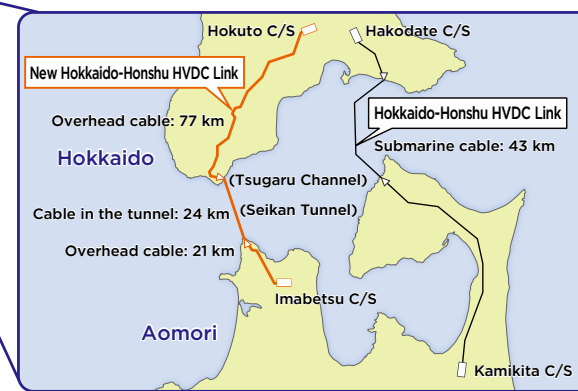 Hokuto C/S
Hakodate C/S
New Hokkaido-Honshu HVDC Link
Hokkaido-Honshu HVDC Link
Overhead cable: 77 km
Submarine cable: 43 km
Hokkaido
(Tsugaru Channel)
Cable in the tunnel: 24 km
(Seikan Tunnel)
Overhead cable: 21 km
Imabetsu C/S
Aomori
Kamikita C/S